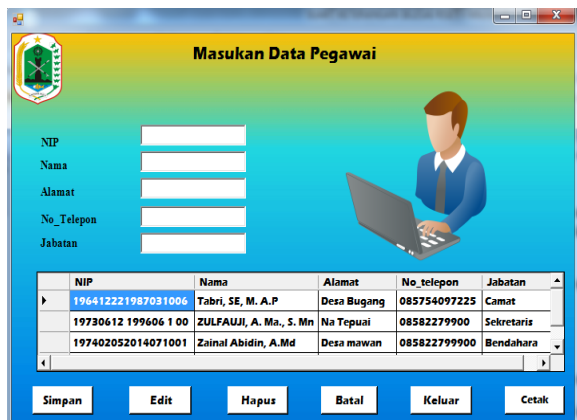 Masukan Data Pegawai
NIP
Nama
Alamat
No_Telepon
Jabatan
NIP Nama Alamat No_telepon Jabatan
196412221987031006 Tabri, SE, M. A.P Desa Bugang 085754097225 Camat
19730612 199606 1 00 ZULFAUJI, A. Ma., S. Mn Na Tepuai 08582279900 Sekretaris
197402052014071001 Zainal Abidin, A.Md Desa mawan 085822799900 Bendahara
Simpan Edit Hapus Batal Keluar Cetak